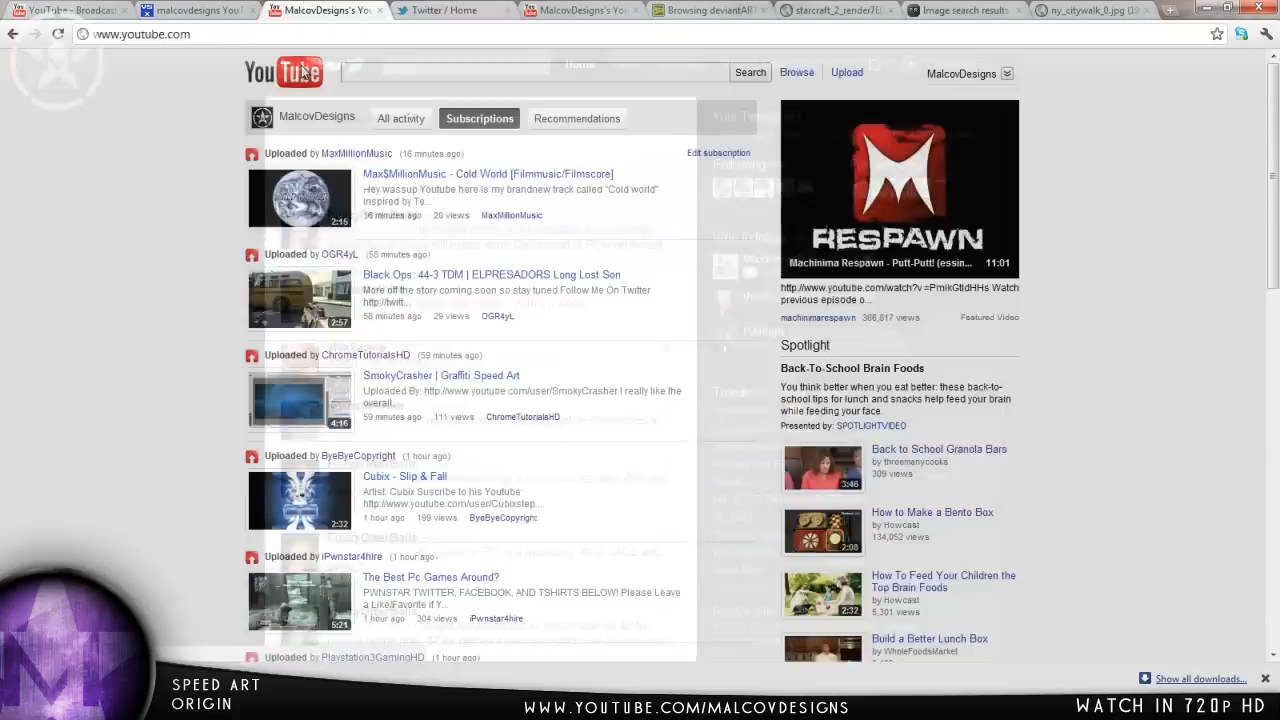 YouTube - Broadcast
malcovdesigns YouT
MalcovDesigns's Yo
Twitter / Home
MalcovDesigns's Yo
Browsing deviantART
starcraft_2_render7E
Image search results
ny_citywalk_0.jpg (19
www.youtube.com
YouTube
Search
Browse
Upload
MalcovDesigns
Home
MalcovDesigns
All activity
Subscriptions
Recommendations
Uploaded by MaxMillionMusic (16 minutes ago)
Edit subscription
Max$MillionMusic - Cold World [Filmmusic/Filmscore]
Hey wassup Youtube here is my brandnew track called "Cold world"
inspired by Te...
16 minutes ago 20 views MaxMillionMusic
2:15
Uploaded by OGR4yL (58 minutes ago)
Black Ops: 44-3 TDM | ELPRESADORS Long Lost Son
More off the story coming soon so stay tuned Follow Me On Twitter
http://twitt...
58 minutes ago 29 views OGR4yL
2:57
Uploaded by ChromeTutorialsHD (59 minutes ago)
SmokyCrasher | Graffiti Speed Art
Uploaded By: http://www.youtube.com/user/SmokyCrasher I really like the
overall...
59 minutes ago 111 views ChromeTutorialsHD
4:16
Uploaded by ByeByeCopyright (1 hour ago)
Cubix - Slip & Fall
Artist: Cubix Suscribe to his Youtube:
http://www.youtube.com/user/Cubixstep...
1 hour ago 199 views ByeByeCopyright
2:32
Uploaded by iPwnstar4hire (1 hour ago)
The Best Pc Games Around?
PWNSTAR TWITTER, FACEBOOK, AND TSHIRTS BELOW! Please Leave
a Like/Favorite if Y...
1 hour ago 304 views iPwnstar4hire
5:21
Uploaded by Playstation3GamingHD (1 hour ago)
RESPAWN
Machinima Respawn - Putt-Putt! (essin... 11:01
http://www.youtube.com/watch?v=PmikGtIdHHs Watch
previous episode o...
machinimarespawn 366,817 views Featured Video
Spotlight
Back-To-School Brain Foods
You think better when you eat better: these back-to-
school tips for lunch and snacks help feed your brain
while feeding your face.
Presented by: SPOTLIGHTVIDEO
Back to School Granola Bars
by threemanycooks
309 views
3:46
How to Make a Bento Box
by Howcast
134,052 views
2:08
How To Feed Your Children the
Top Brain Foods
by Howcast
5,301 views
2:32
Build a Better Lunch Box
by WholeFoodsMarket
Show all downloads...
SPEED ART
ORIGIN
WWW.YOUTUBE.COM/MALCOVDESIGNS
WATCH IN 720P HD